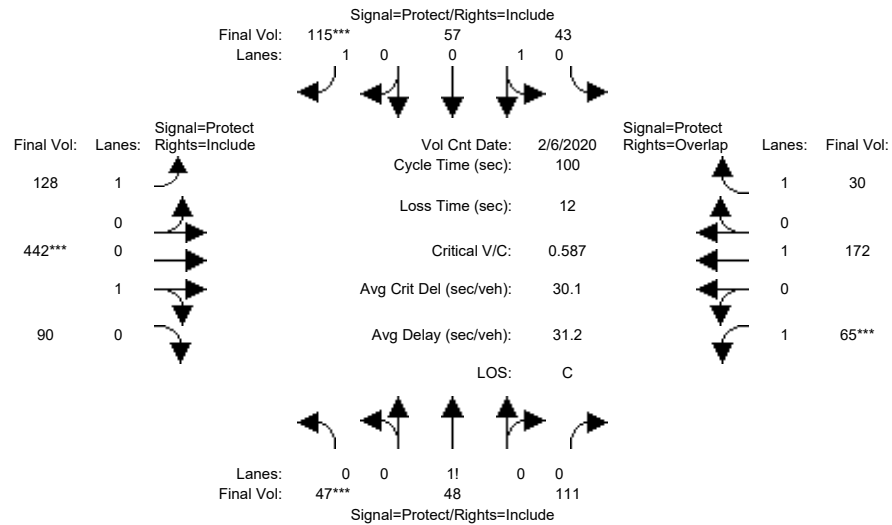 Signal=Protect/Rights=Include
Final Vol: 115*** 57 43
Lanes: 1 0 0 1 0
Signal=Protect
Final Vol: Lanes: Rights=Include
Vol Cnt Date: 2/6/2020
Signal=Protect
Rights=Overlap Lanes: Final Vol:
Cycle Time (sec): 100
128 1
1 30
Loss Time (sec): 12
0
0
442*** 0
Critical V/C: 0.587
1 172
1
Avg Crit Del (sec/veh): 30.1
0
90 0
Avg Delay (sec/veh): 31.2
1 65***
LOS: C
Lanes: 0 0 1! 0 0
Final Vol: 47*** 48 111
Signal=Protect/Rights=Include